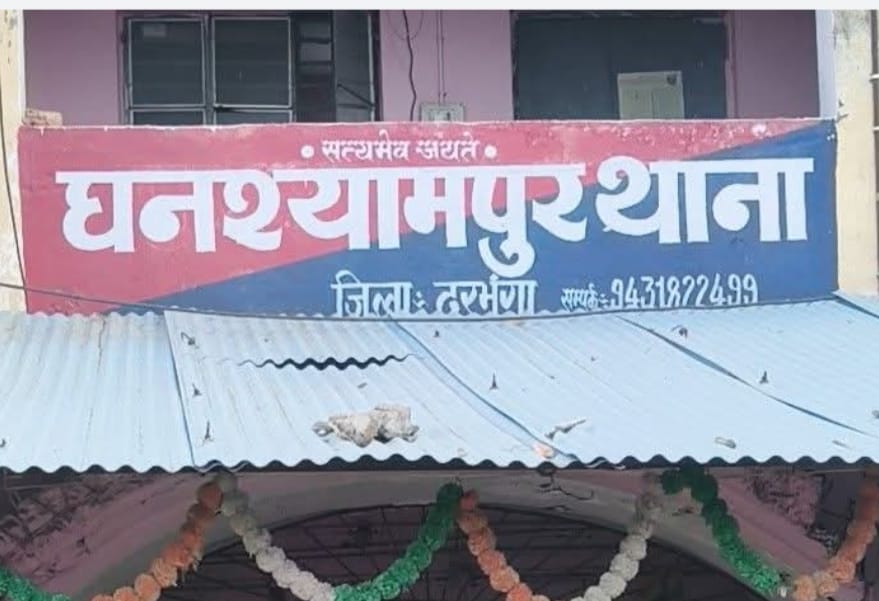 • सत्यमेव जयते •
घनश्यामपुर थाना
जिला : दरभंगा सम्पर्क : 9431822499